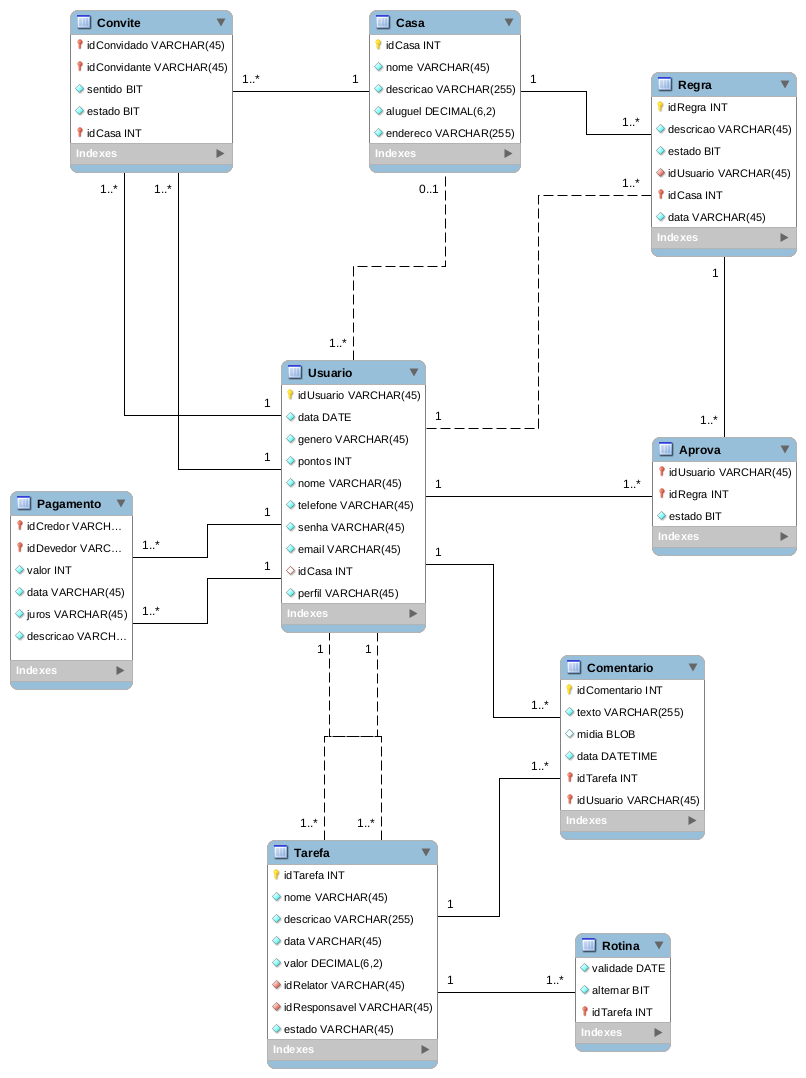 Convite
idConvidado VARCHAR(45)
idConvidante VARCHAR(45)
sentido BIT
estado BIT
idCasa INT
Indexes
Casa
idCasa INT
nome VARCHAR(45)
descricao VARCHAR(255)
aluguel DECIMAL(6,2)
endereco VARCHAR(255)
Indexes
Regra
idRegra INT
descricao VARCHAR(45)
estado BIT
idUsuario VARCHAR(45)
idCasa INT
data VARCHAR(45)
Indexes
1..*
1
1
1..*
1..*
1..*
0..1
1..*
1
1..*
1..*
Usuario
idUsuario VARCHAR(45)
data DATE
genero VARCHAR(45)
pontos INT
nome VARCHAR(45)
telefone VARCHAR(45)
senha VARCHAR(45)
email VARCHAR(45)
idCasa INT
perfil VARCHAR(45)
Indexes
1
1
1
1
1
1
1
1..*
Aprova
idUsuario VARCHAR(45)
idRegra INT
estado BIT
Indexes
Pagamento
idCredor VARCH...
idDevedor VARC...
valor INT
data VARCHAR(45)
juros VARCHAR(45)
descricao VARCH...
Indexes
1..*
1..*
1
1
1..*
1..*
Comentario
idComentario INT
texto VARCHAR(255)
midia BLOB
data DATETIME
idTarefa INT
idUsuario VARCHAR(45)
Indexes
1..*
1..*
Tarefa
idTarefa INT
nome VARCHAR(45)
descricao VARCHAR(255)
data VARCHAR(45)
valor DECIMAL(6,2)
idRelator VARCHAR(45)
idResponsavel VARCHAR(45)
estado VARCHAR(45)
Indexes
1
1
1..*
Rotina
validade DATE
alternar BIT
idTarefa INT
Indexes